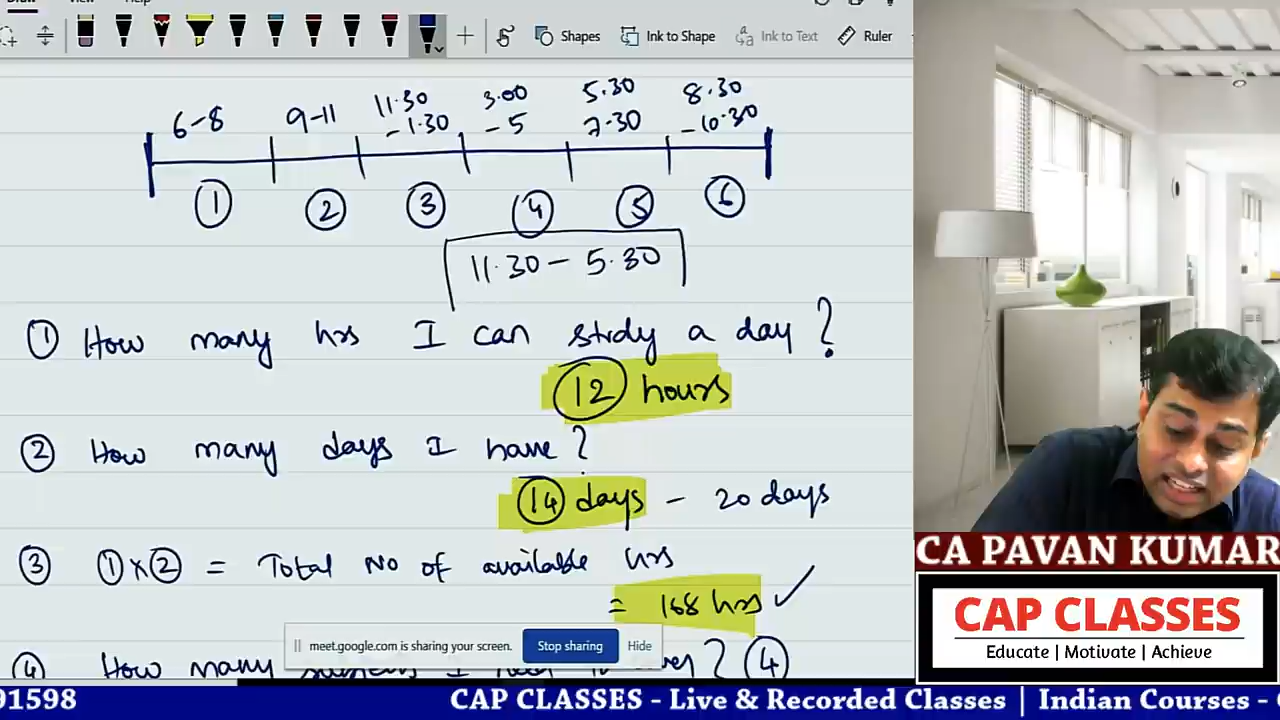 Draw
Help
Shapes
Ink to Shape
Ink to Text
Ruler
6-8
9-11
11.30
- 1.30
3.00
- 5
5.30
7.30
8.30
- 10.30
① ② ③ ④ ⑤ ⑥
11.30 - 5.30
① How many hrs I can study a day?
12 hours
② How many days I have?
14 days - 20 days
③ ① x ② = Total No of available hrs
= 168 hrs ✓
④ How many I ? ④
meet.google.com is sharing your screen.
Stop sharing
Hide
CA PAVAN KUMAR
CAP CLASSES
Educate | Motivate | Achieve
91598 CAP CLASSES - Live & Recorded Classes | Indian Courses -